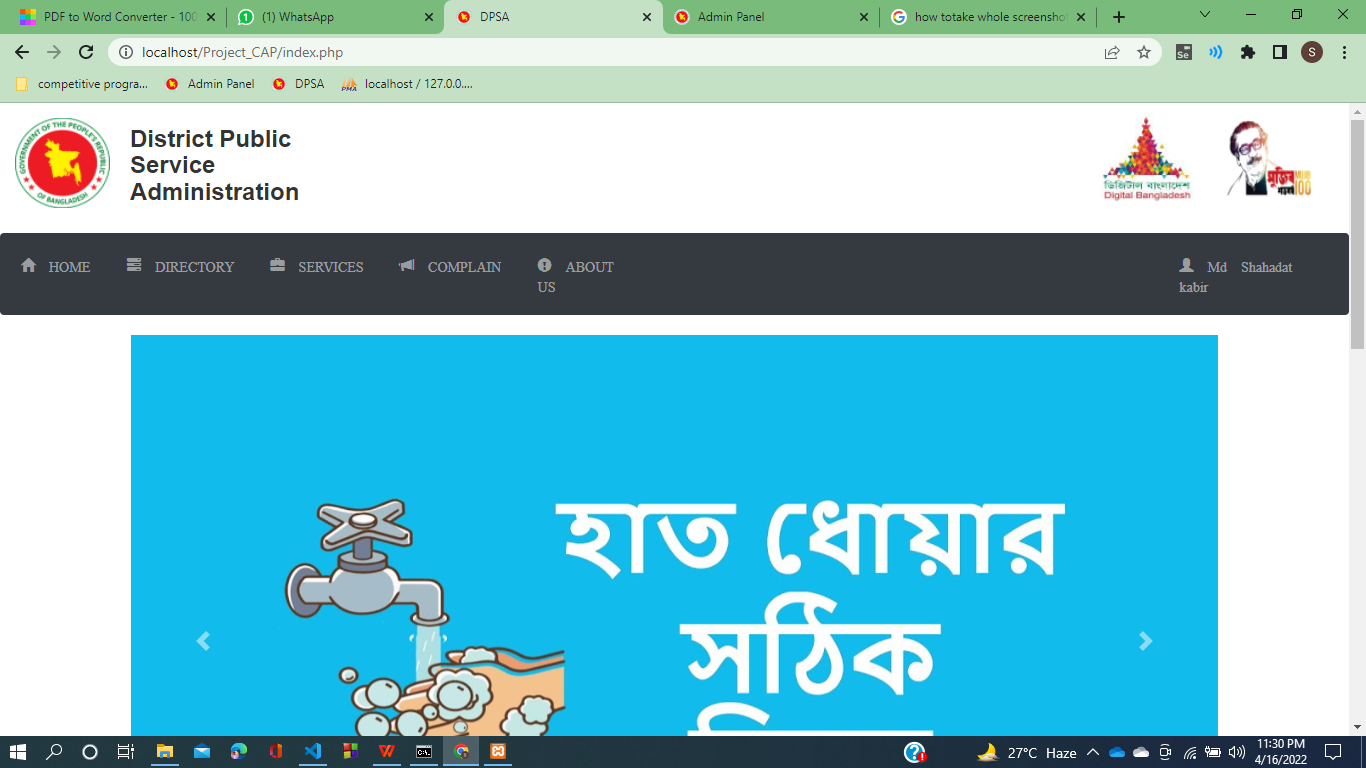 PDF to Word Converter - 100
(1) WhatsApp
DPSA
Admin Panel
how totake whole screensho
localhost/Project_CAP/index.php
S
competitive progra...
Admin Panel
DPSA
PMA
localhost / 127.0.0....
GOVERNMENT OF THE PEOPLE'S REPUBLIC
OF BANGLADESH
District Public
Service
Administration
ডিজিটাল বাংলাদেশ
Digital Bangladesh
মুজিব
100
HOME
DIRECTORY
SERVICES
COMPLAIN
ABOUT
US
Md Shahadat
kabir
হাত ধোয়ার
সঠিক
27°C Haze
11:30 PM
4/16/2022